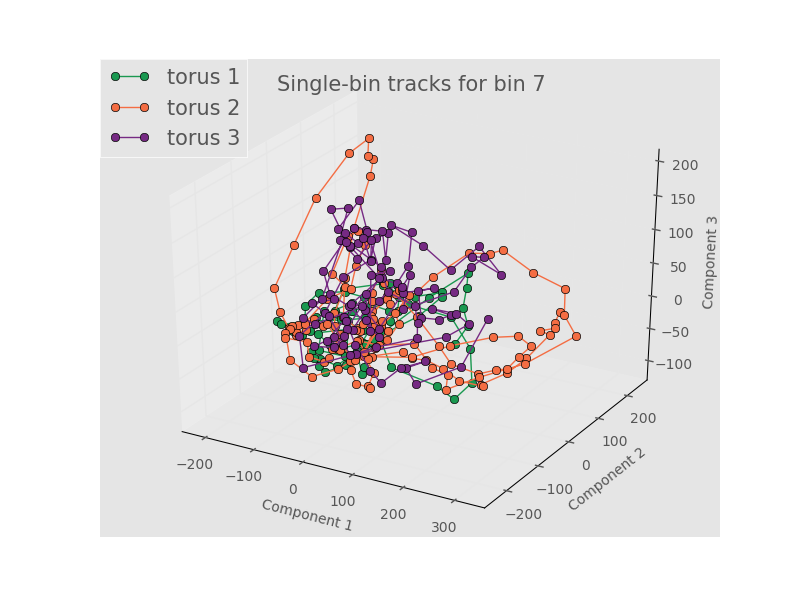 torus 1
torus 2
torus 3
Single-bin tracks for bin 7
200
150
100
50
0
−50
−100
Component 3
200
100
0
−100
−200
Component 2
−200
−100
0
100
200
300
Component 1